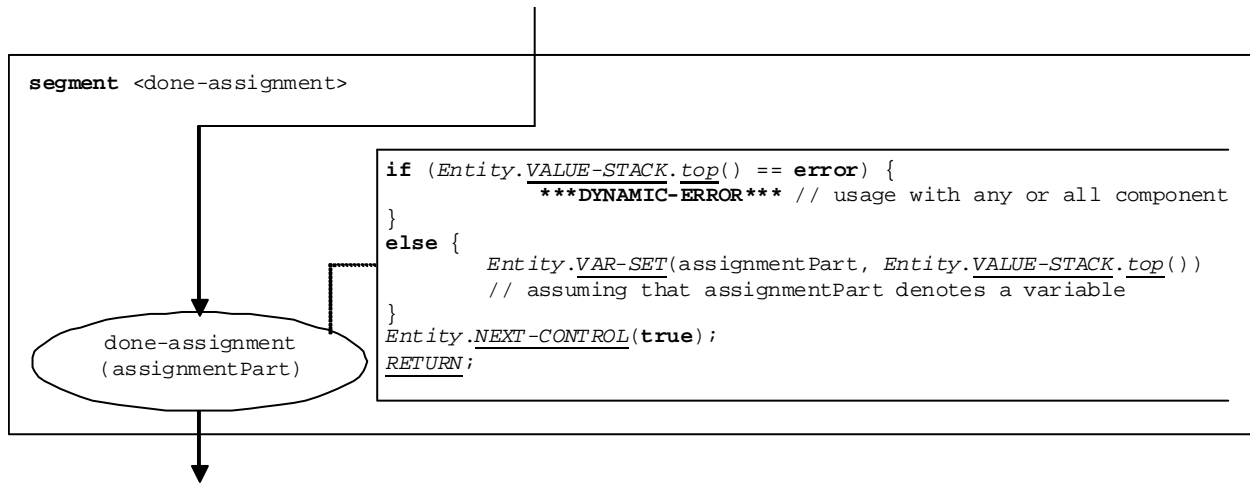 segment <done-assignment>
if (Entity.VALUE-STACK.top() == error) {
***DYNAMIC-ERROR*** // usage with any or all component
}
else {
Entity.VAR-SET(assignmentPart, Entity.VALUE-STACK.top())
// assuming that assignmentPart denotes a variable
}
Entity.NEXT-CONTROL(true);
RETURN;
done-assignment
(assignmentPart)